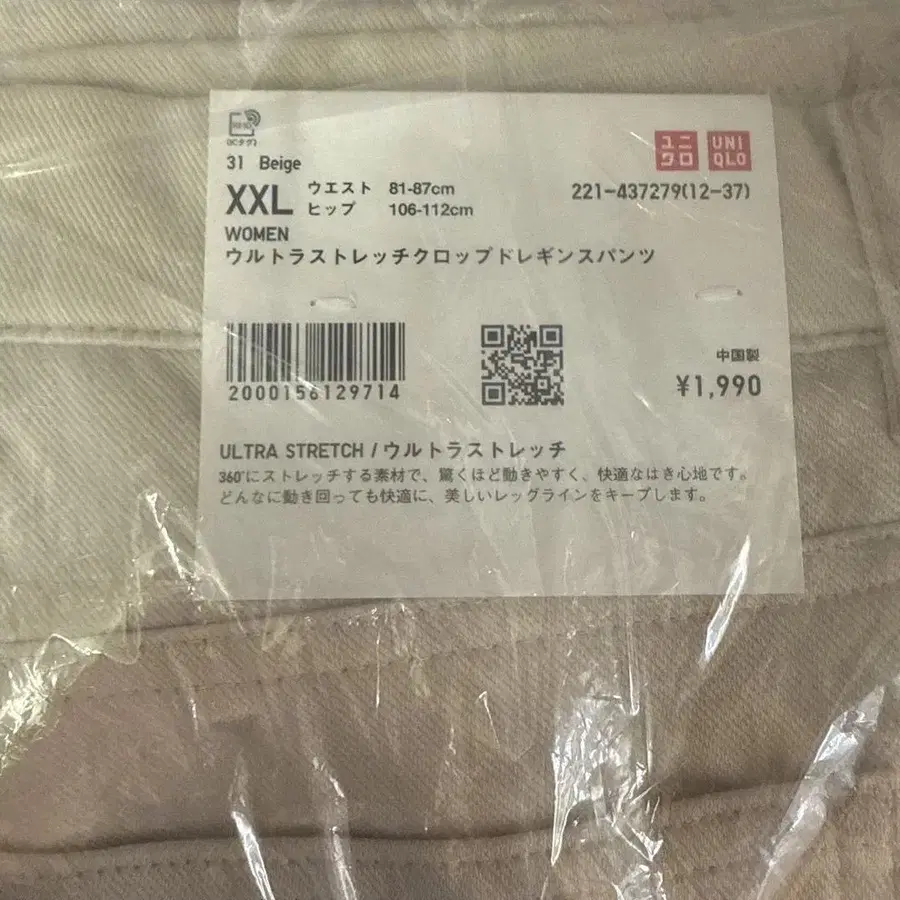 RFID
(ICタグ)
31 Beige
ユニクロ
UNIQLO
XXL
ウエスト 81-87cm
ヒップ 106-112cm
221-437279(12-37)
WOMEN
ウルトラストレッチクロップドレギンスパンツ
2000156129714
中国製
¥1,990
ULTRA STRETCH / ウルトラストレッチ
360°にストレッチする素材で、驚くほど動きやすく、快適なはき心地です。
どんなに動き回っても快適に、美しいレッグラインをキープします。